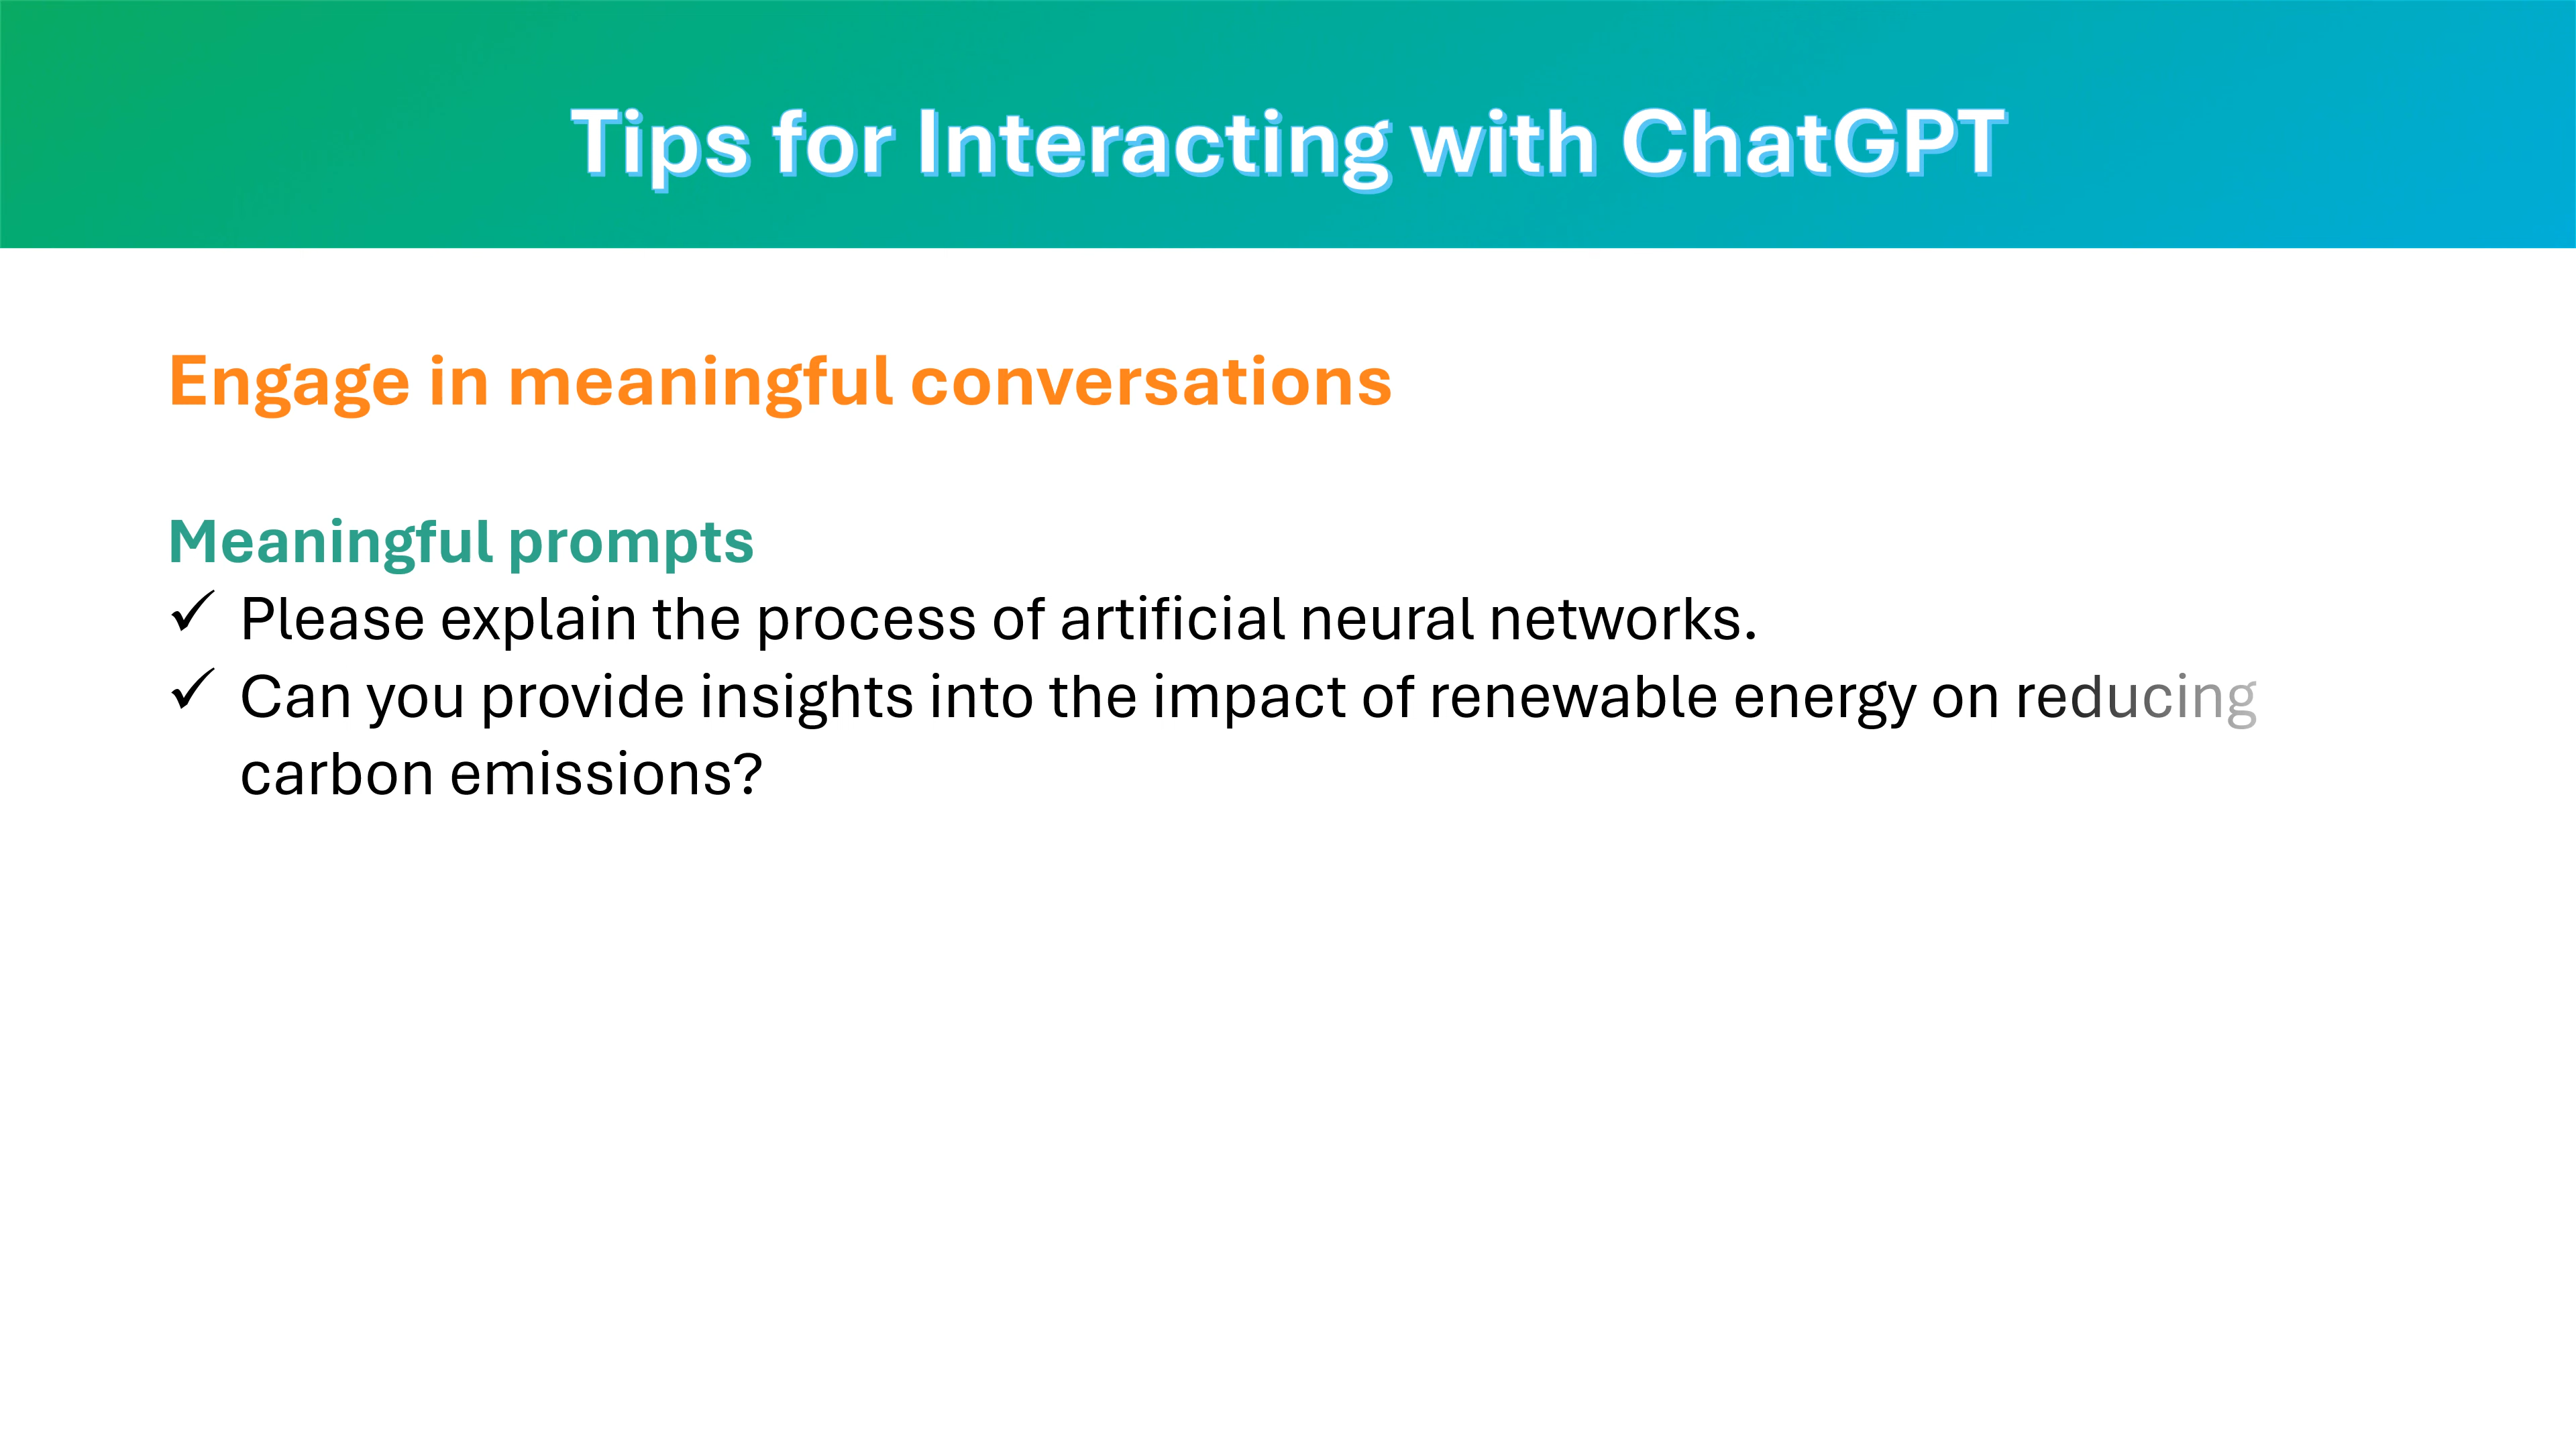 Tips for Interacting with ChatGPT
Engage in meaningful conversations
Meaningful prompts
✓ Please explain the process of artificial neural networks.
✓ Can you provide insights into the impact of renewable energy on reducing
carbon emissions?